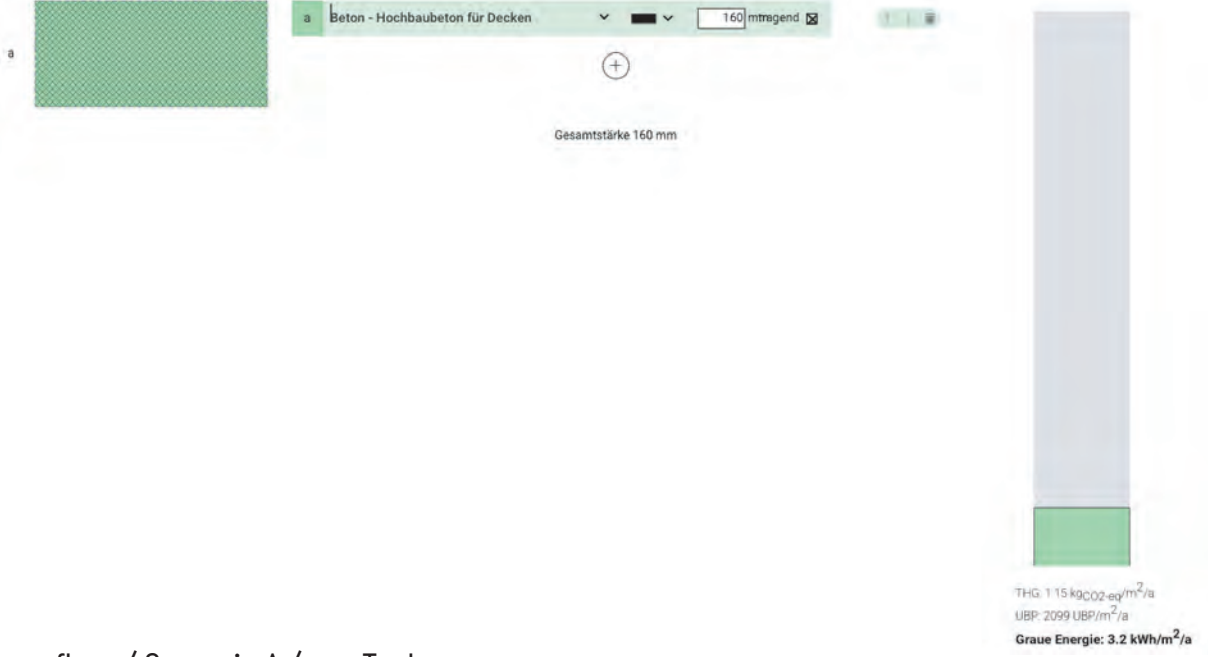 a
a Beton - Hochbaubeton für Decken 160 mm tragend
Gesamtstärke 160 mm
THG: 1.15 kgCO2-eq/m²/a
UBP: 2099 UBP/m²/a
Graue Energie: 3.2 kWh/m²/a